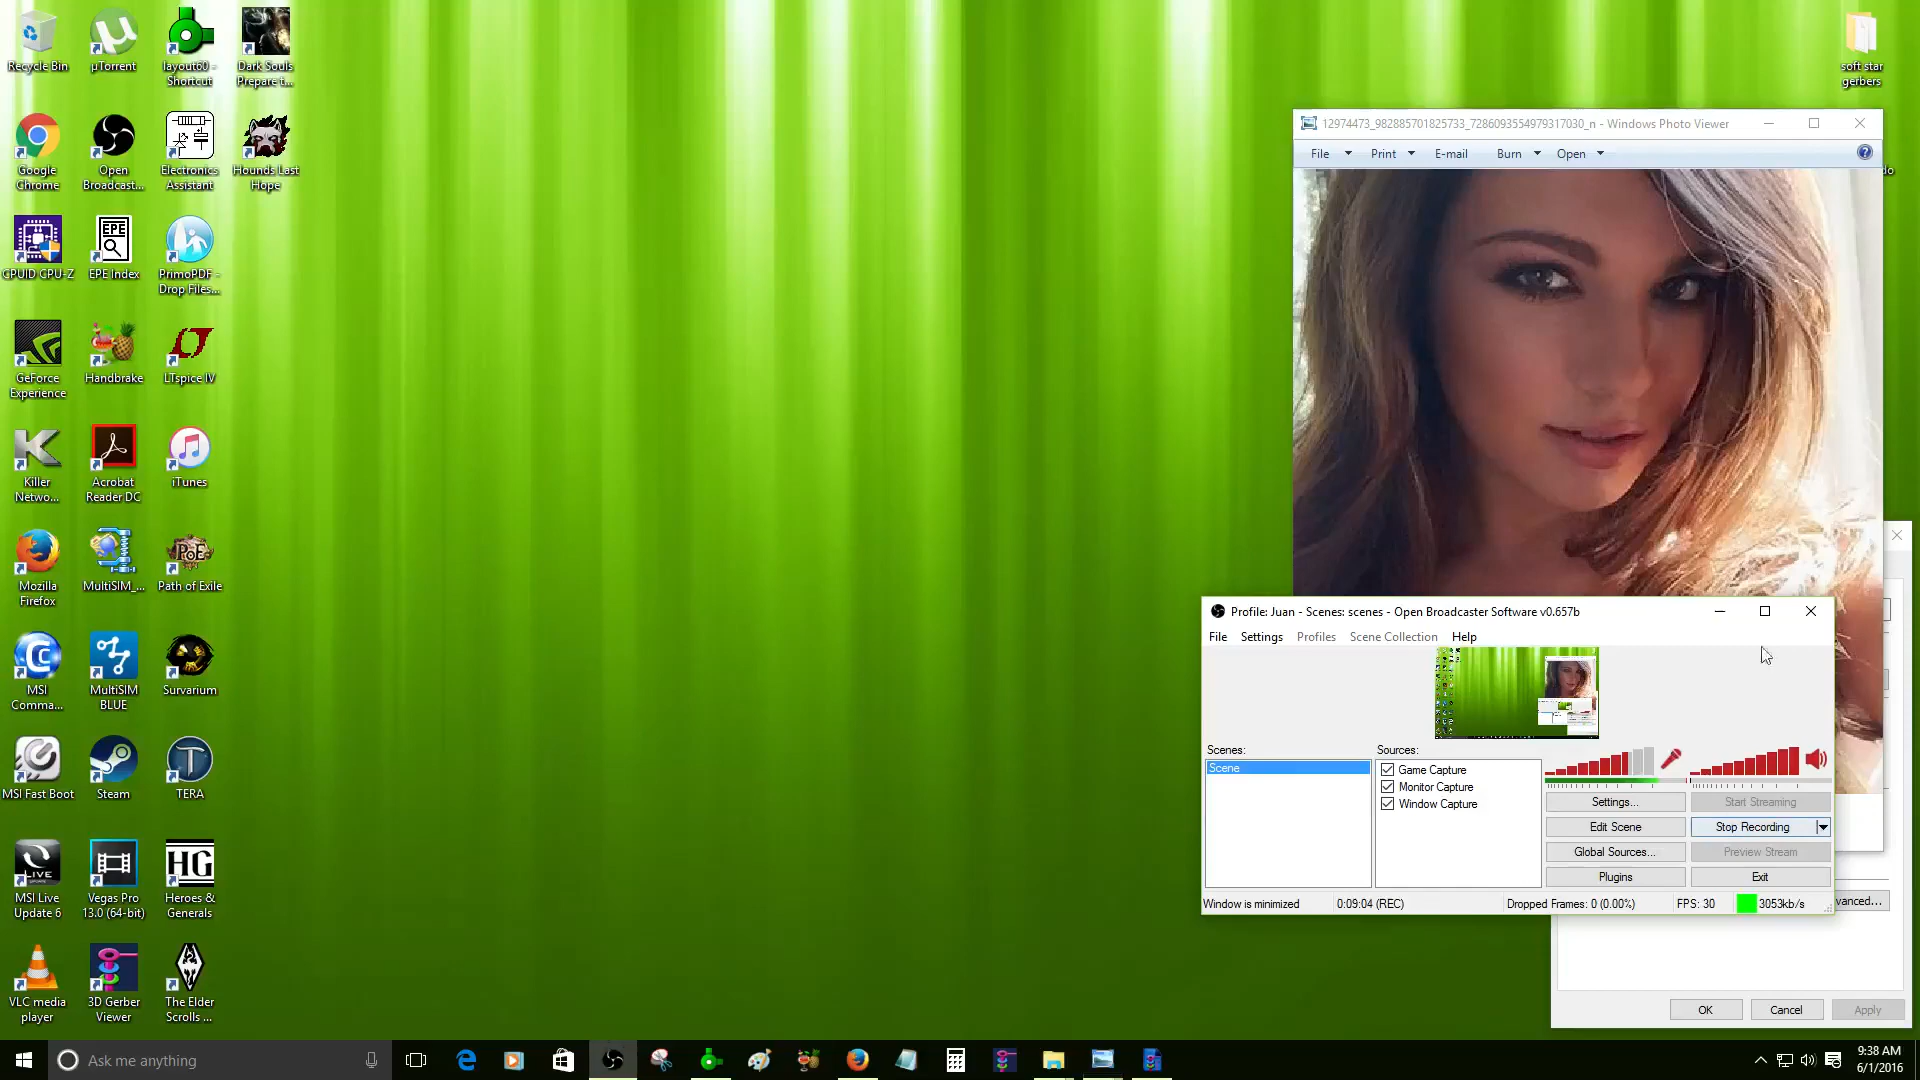 Recycle Bin
µTorrent
layout60 -
Shortcut
Dark Souls
Prepare t...
soft star
gerbers
Google
Chrome
Open
Broadcast...
Electronics
Assistant
Hounds Last
Hope
CPUID CPU-Z
EPE
EPE Index
PrimoPDF -
Drop Files...
GeForce
Experience
Handbrake
LTspice IV
Killer
Netwo...
Acrobat
Reader DC
iTunes
Mozilla
Firefox
MultiSIM_...
PoE
Path of Exile
MSI
Comma...
MultiSIM
BLUE
Survarium
MSI Fast Boot
Steam
TERA
LIVE
MSI Live
Update 6
Vegas Pro
13.0 (64-bit)
HG
Heroes &
Generals
VLC media
player
3D Gerber
Viewer
The Elder
Scrolls ...
12974473_982885701825733_7286093554979317030_n - Windows Photo Viewer
File Print E-mail Burn Open
do
Profile: Juan - Scenes: scenes - Open Broadcaster Software v0.657b
File Settings Profiles Scene Collection Help
Scenes:
Scene
Sources:
Game Capture
Monitor Capture
Window Capture
Settings... Start Streaming
Edit Scene Stop Recording
Global Sources... Preview Stream
Plugins Exit
Window is minimized 0:09:04 (REC) Dropped Frames: 0 (0.00%) FPS: 30 3053kb/s
vanced...
OK Cancel Apply
Ask me anything
9:38 AM
6/1/2016